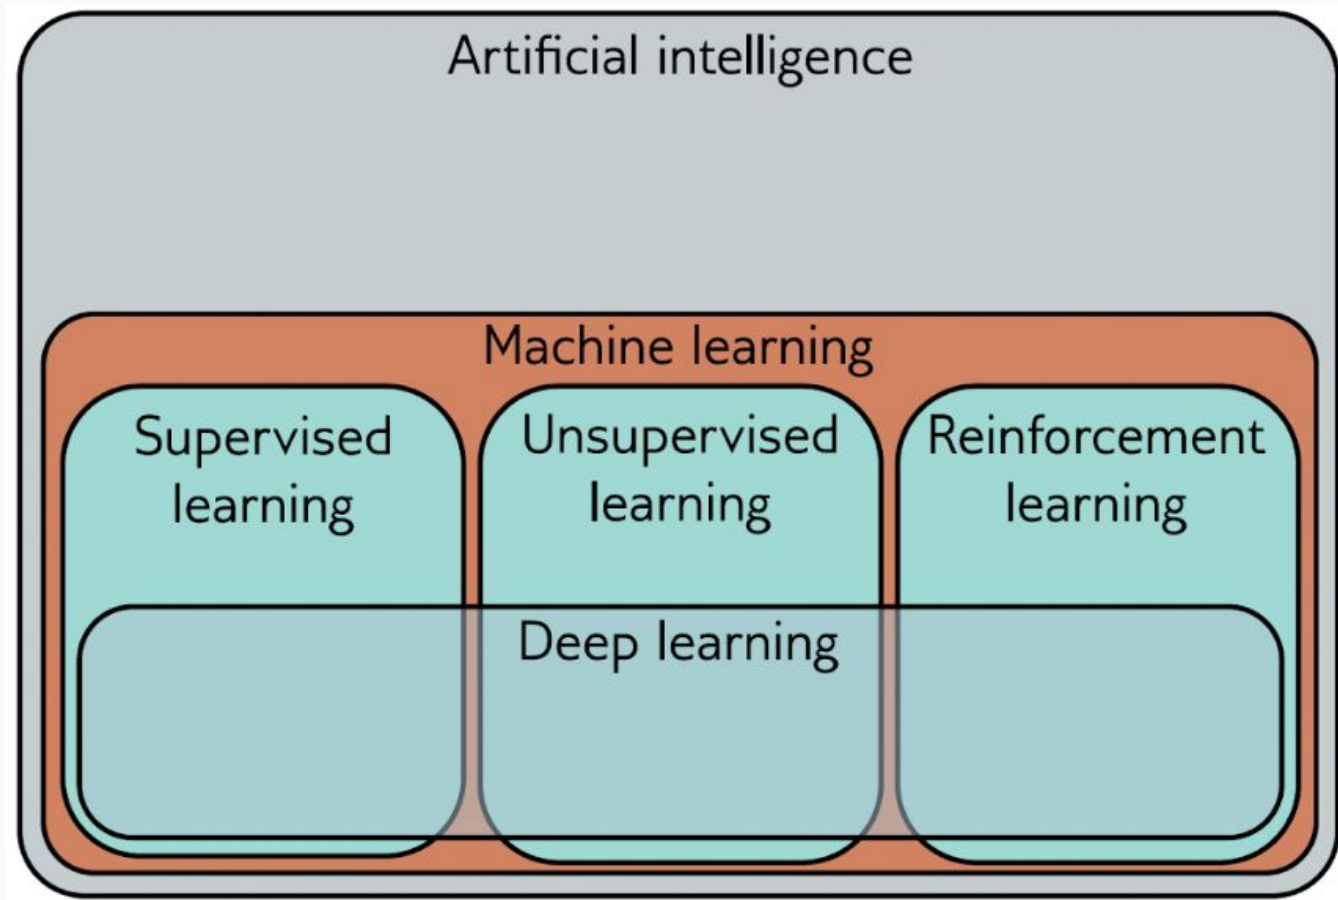 Artificial intelligence
Machine learning
Supervised
learning
Unsupervised
learning
Reinforcement
learning
Deep learning